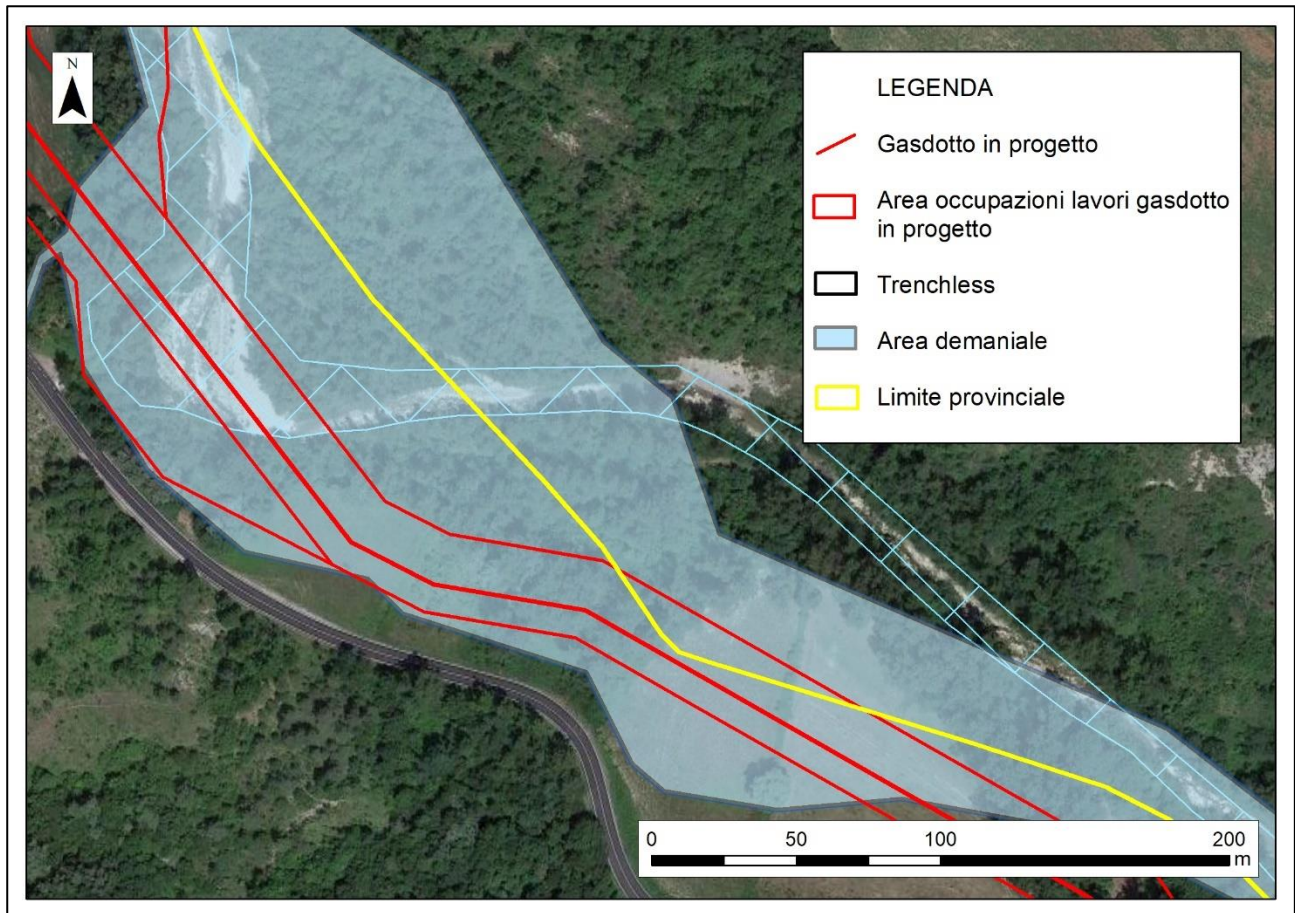 N
LEGENDA
Gasdotto in progetto
Area occupazioni lavori gasdotto
in progetto
Trenchless
Area demaniale
Limite provinciale
0 50 100 200
m